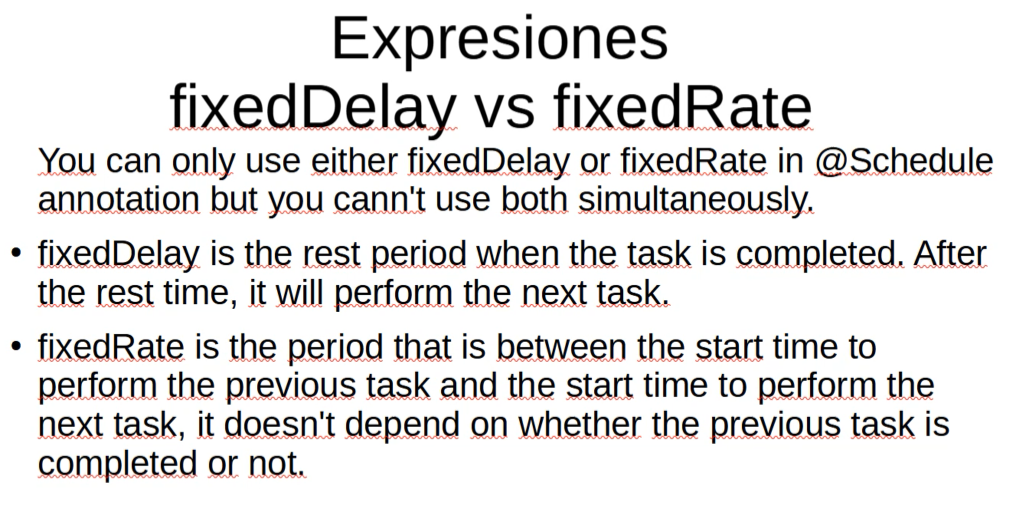 Expresiones
fixedDelay vs fixedRate
You can only use either fixedDelay or fixedRate in @Schedule
annotation but you cann't use both simultaneously.
• fixedDelay is the rest period when the task is completed. After
the rest time, it will perform the next task.
• fixedRate is the period that is between the start time to
perform the previous task and the start time to perform the
next task, it doesn't depend on whether the previous task is
completed or not.